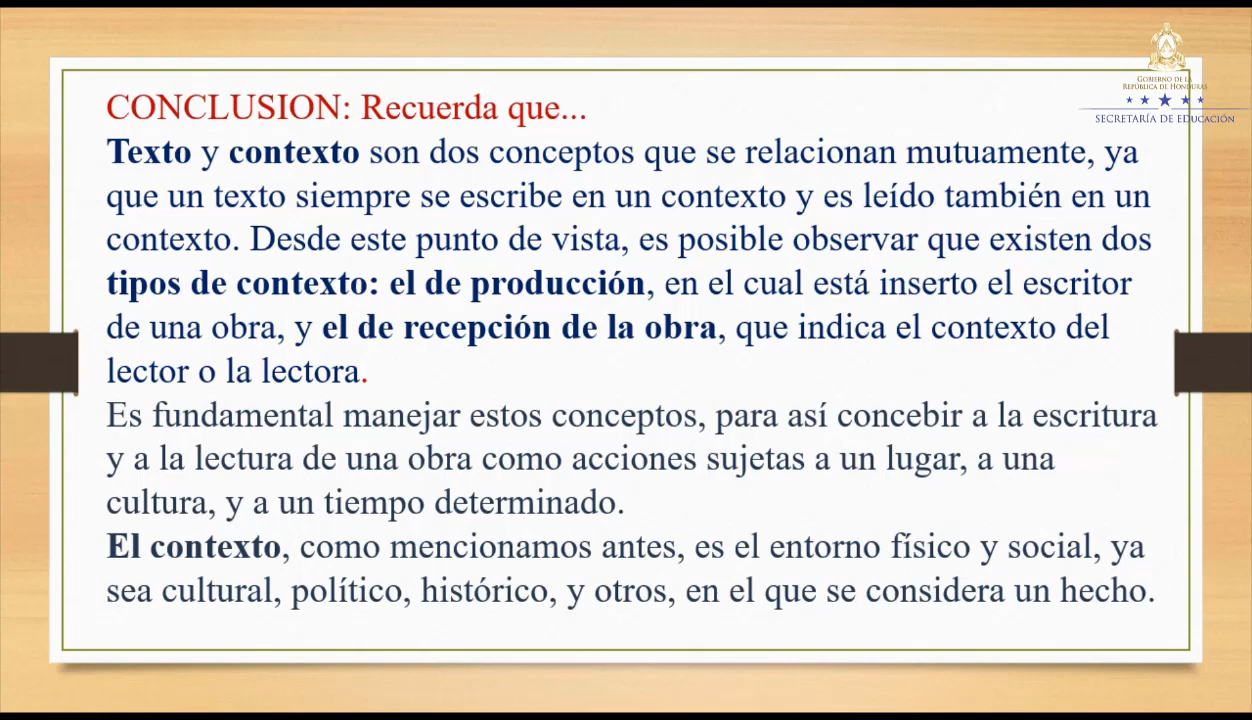 GOBIERNO DE LA
REPÚBLICA DE HONDURAS
SECRETARÍA DE EDUCACIÓN
CONCLUSION: Recuerda que...
Texto y contexto son dos conceptos que se relacionan mutuamente, ya
que un texto siempre se escribe en un contexto y es leído también en un
contexto. Desde este punto de vista, es posible observar que existen dos
tipos de contexto: el de producción, en el cual está inserto el escritor
de una obra, y el de recepción de la obra, que indica el contexto del
lector o la lectora.
Es fundamental manejar estos conceptos, para así concebir a la escritura
y a la lectura de una obra como acciones sujetas a un lugar, a una
cultura, y a un tiempo determinado.
El contexto, como mencionamos antes, es el entorno físico y social, ya
sea cultural, político, histórico, y otros, en el que se considera un hecho.